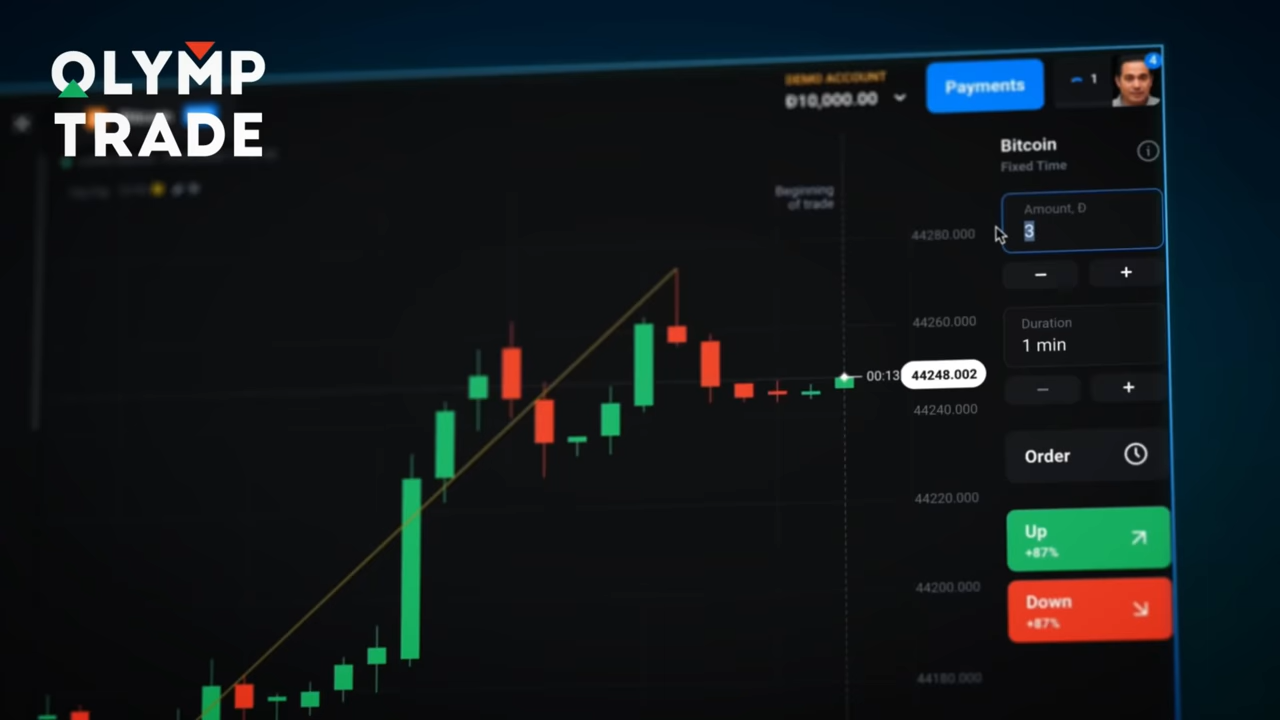 OLYMP
TRADE
DEMO ACCOUNT
Đ10,000.00
Payments
1
4
Bitcoin
Fixed Time
Amount, Đ
3
Beginning
of trade
44280.000
44260.000
Duration
1 min
00:13
44248.002
44240.000
Order
44220.000
Up
+87%
44200.000
Down
+87%
44180.000